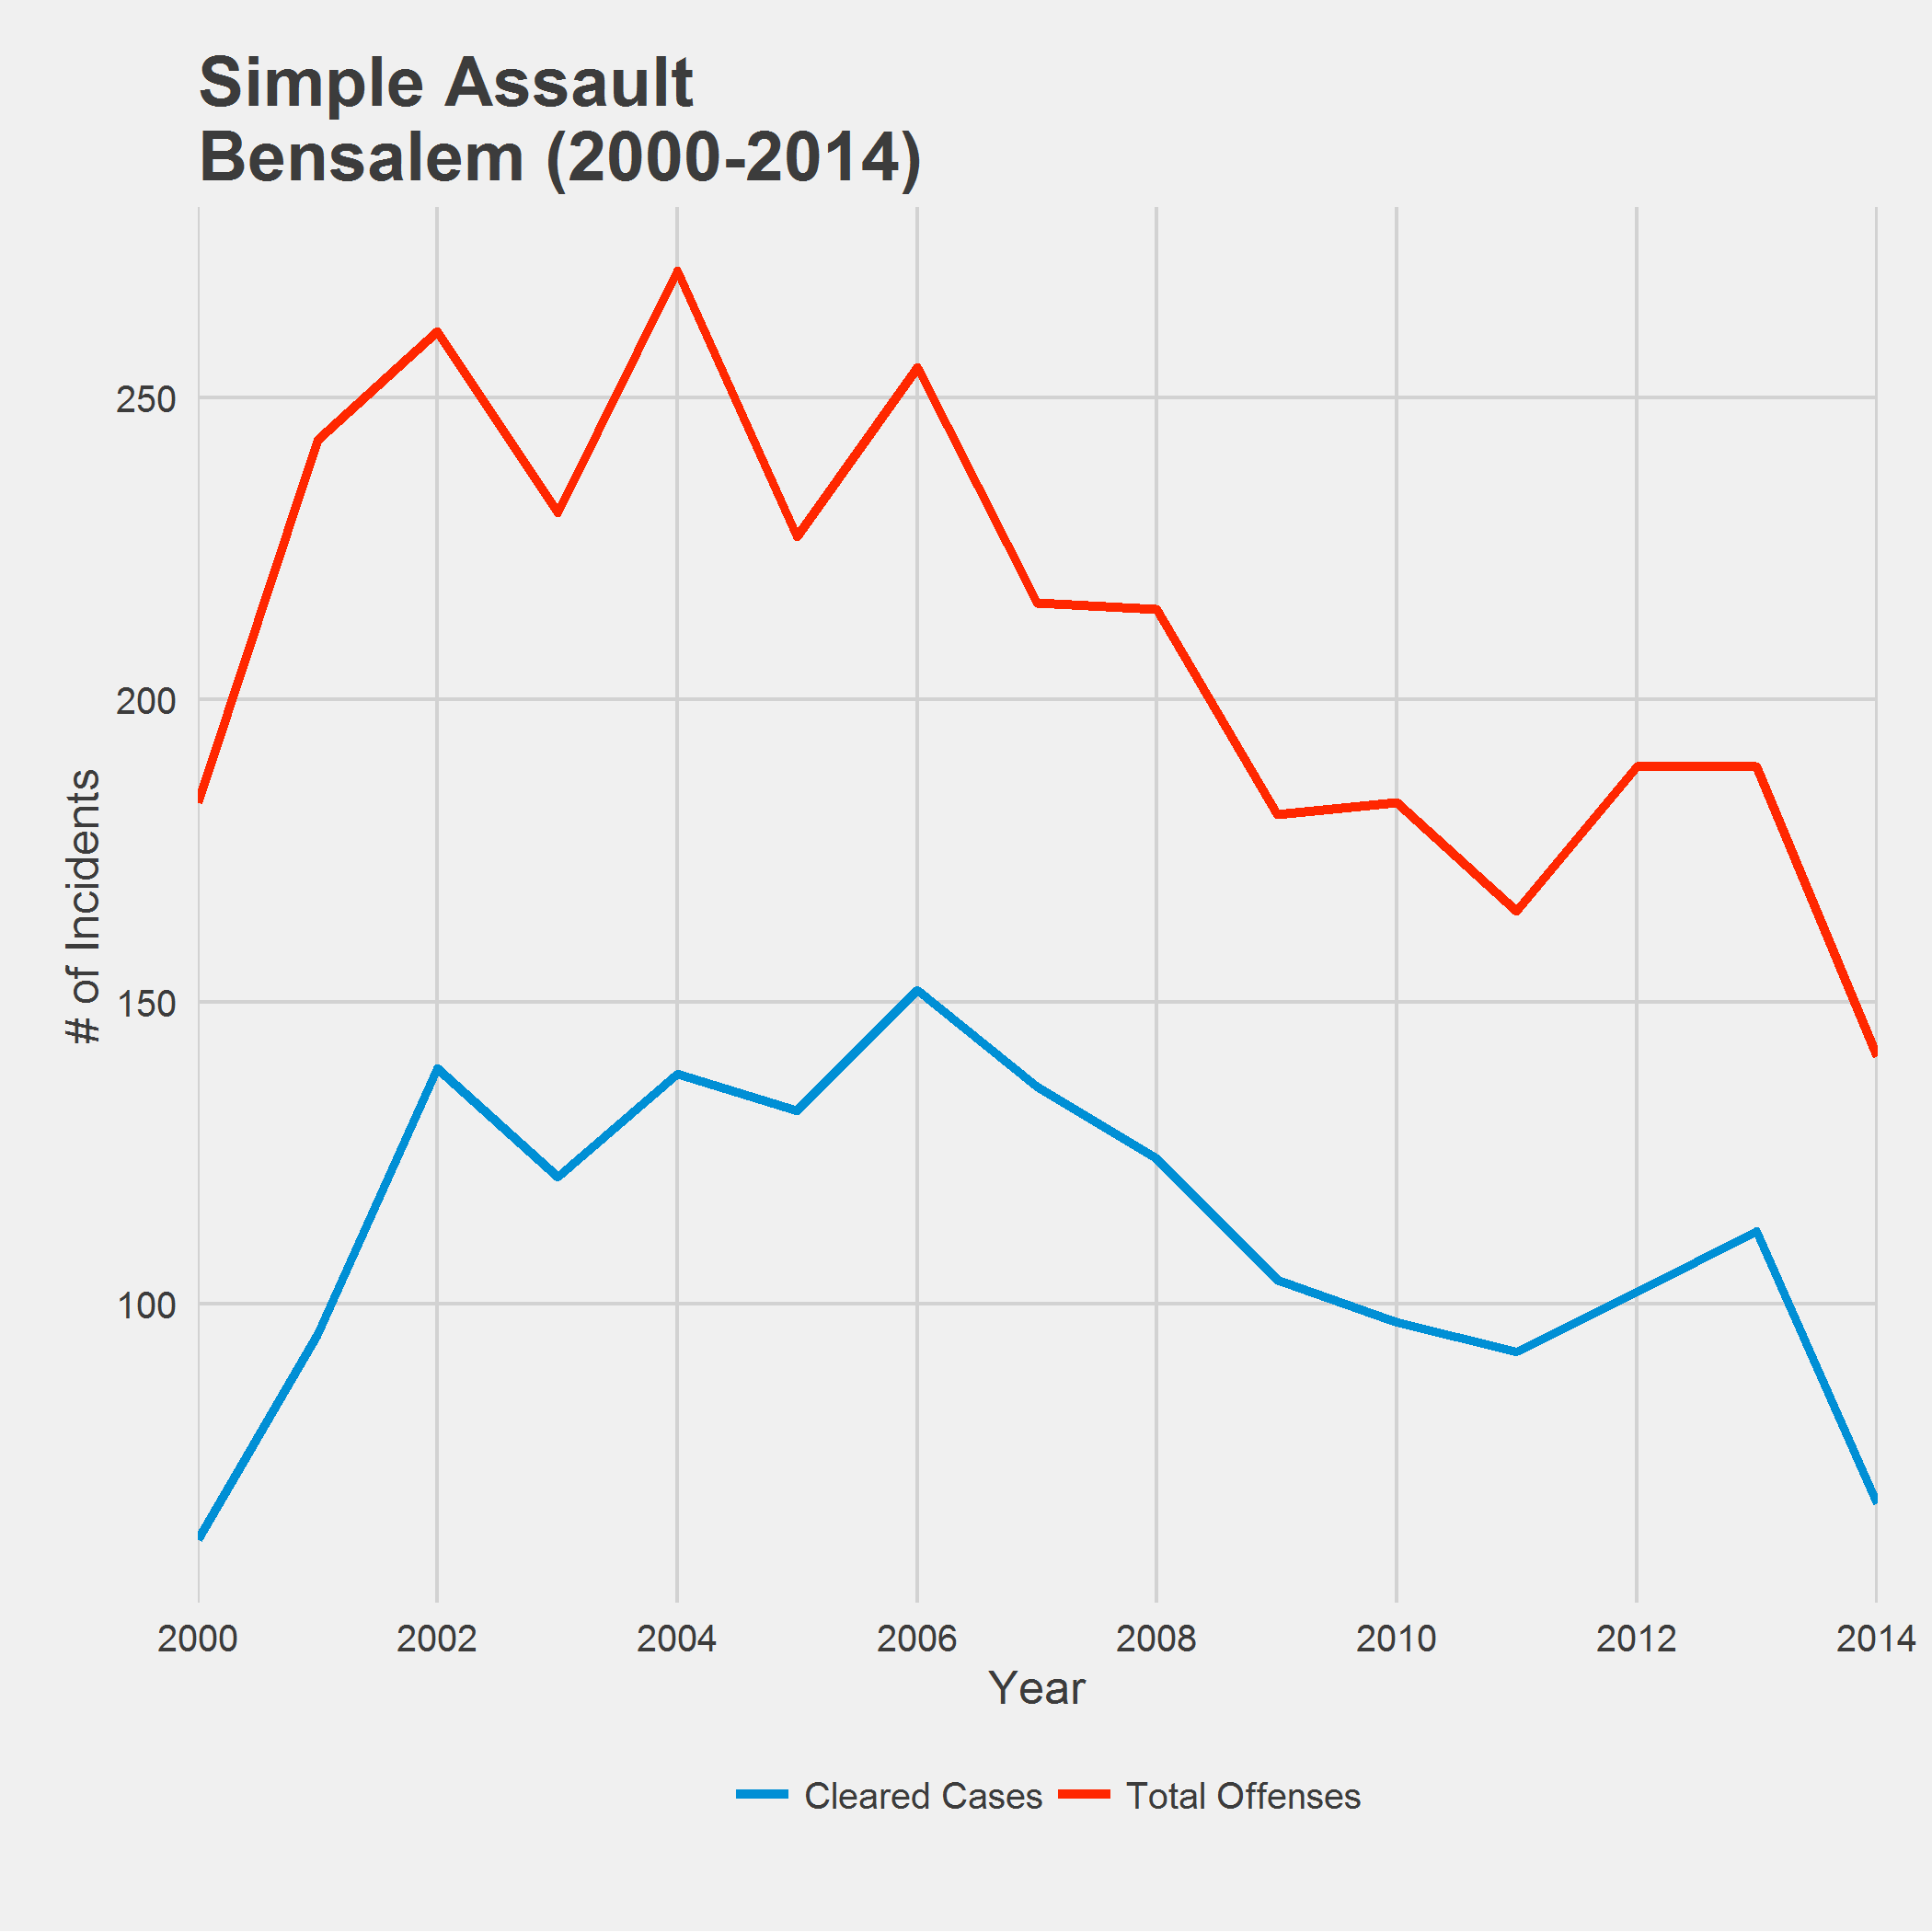 Simple Assault
Bensalem (2000-2014)
250
200
150
100
# of Incidents
2000 2002 2004 2006 2008 2010 2012 2014
Year
Cleared Cases Total Offenses